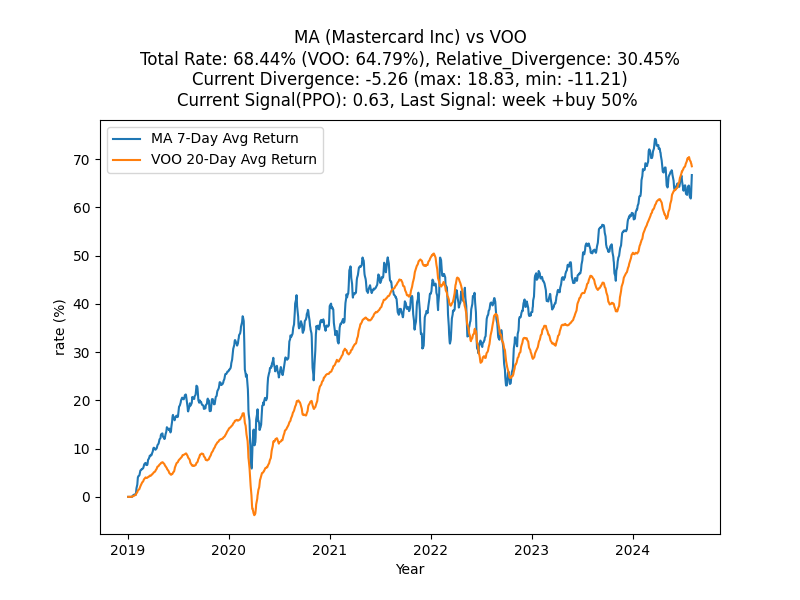 MA (Mastercard Inc) vs VOO
Total Rate: 68.44% (VOO: 64.79%), Relative_Divergence: 30.45%
Current Divergence: -5.26 (max: 18.83, min: -11.21)
Current Signal(PPO): 0.63, Last Signal: week +buy 50%
MA 7-Day Avg Return
VOO 20-Day Avg Return
rate (%)
70
60
50
40
30
20
10
0
2019 2020 2021 2022 2023 2024
Year